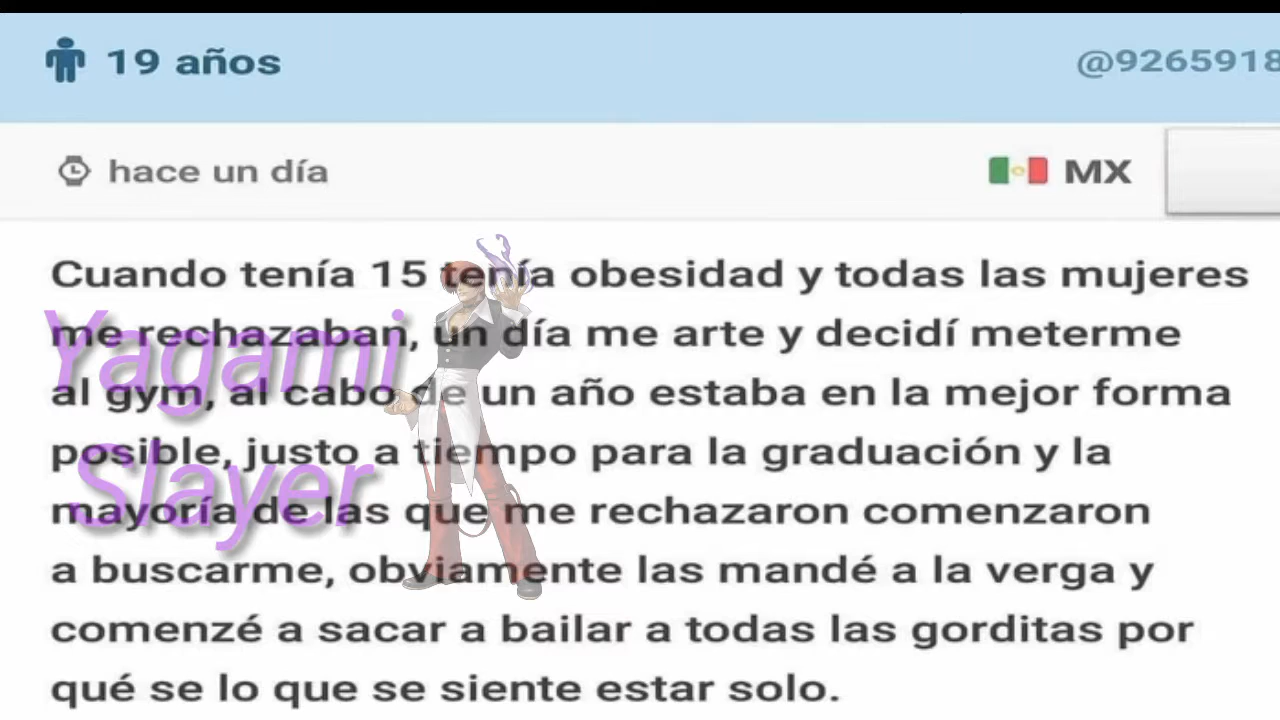 19 años
@9265918
hace un día
MX
Cuando tenía 15 tenía obesidad y todas las mujeres
me rechazaban, un día me arte y decidí meterme
al gym, al cabo de un año estaba en la mejor forma
posible, justo a tiempo para la graduación y la
mayoría de las que me rechazaron comenzaron
a buscarme, obviamente las mandé a la verga y
comenzé a sacar a bailar a todas las gorditas por
qué se lo que se siente estar solo.
Yagami
Slayer